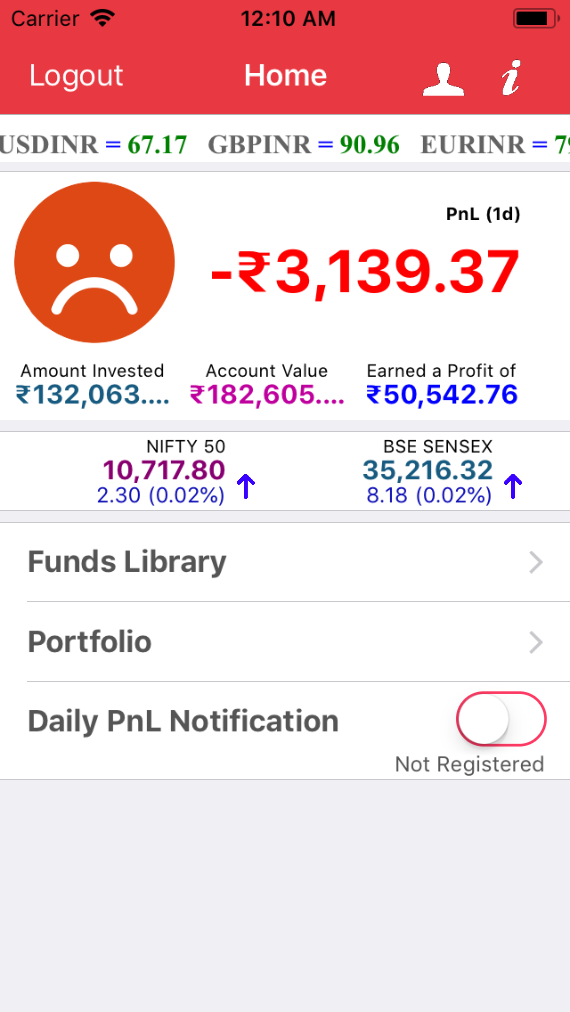 Carrier 12:10 AM
Logout Home i
USDINR = 67.17 GBPINR = 90.96 EURINR = 7
PnL (1d)
-₹3,139.37
Amount Invested Account Value Earned a Profit of
₹132,063.... ₹182,605.... ₹50,542.76
NIFTY 50 BSE SENSEX
10,717.80 35,216.32
2.30 (0.02%) 8.18 (0.02%)
Funds Library
Portfolio
Daily PnL Notification
Not Registered